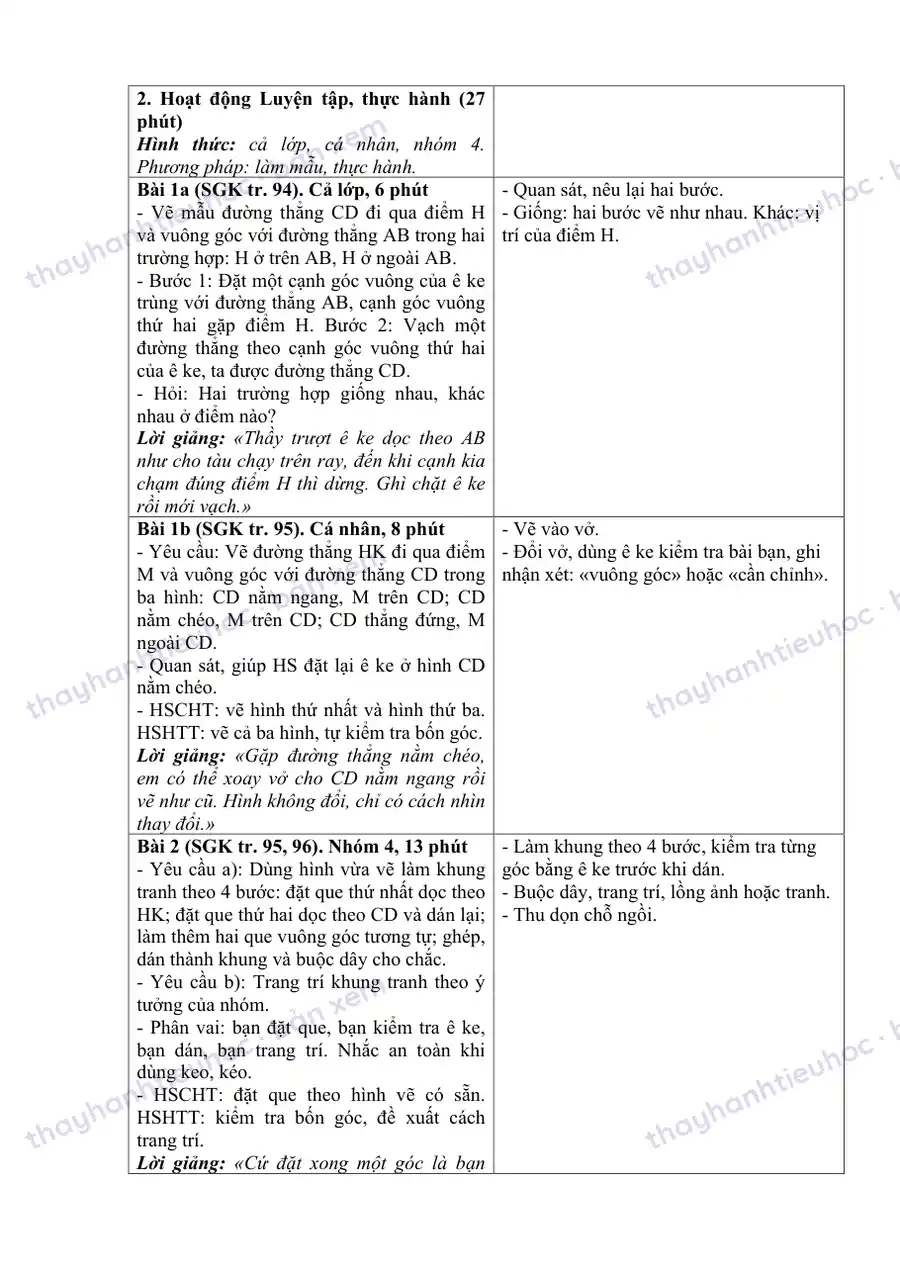 2. Hoạt động Luyện tập, thực hành (27
phút)
Hình thức: cả lớp, cá nhân, nhóm 4.
Phương pháp: làm mẫu, thực hành.
Bài 1a (SGK tr. 94). Cả lớp, 6 phút
- Vẽ mẫu đường thẳng CD đi qua điểm H
và vuông góc với đường thẳng AB trong hai
trường hợp: H ở trên AB, H ở ngoài AB.
- Bước 1: Đặt một cạnh góc vuông của ê ke
trùng với đường thẳng AB, cạnh góc vuông
thứ hai gặp điểm H. Bước 2: Vạch một
đường thẳng theo cạnh góc vuông thứ hai
của ê ke, ta được đường thẳng CD.
- Hỏi: Hai trường hợp giống nhau, khác
nhau ở điểm nào?
Lời giảng: «Thầy trượt ê ke dọc theo AB
như cho tàu chạy trên ray, đến khi cạnh kia
chạm đúng điểm H thì dừng. Ghì chặt ê ke
rồi mới vạch.»
- Quan sát, nêu lại hai bước.
- Giống: hai bước vẽ như nhau. Khác: vị
trí của điểm H.
Bài 1b (SGK tr. 95). Cá nhân, 8 phút
- Yêu cầu: Vẽ đường thẳng HK đi qua điểm
M và vuông góc với đường thẳng CD trong
ba hình: CD nằm ngang, M trên CD; CD
nằm chéo, M trên CD; CD thẳng đứng, M
ngoài CD.
- Quan sát, giúp HS đặt lại ê ke ở hình CD
nằm chéo.
- HSCHT: vẽ hình thứ nhất và hình thứ ba.
HSHTT: vẽ cả ba hình, tự kiểm tra bốn góc.
Lời giảng: «Gặp đường thẳng nằm chéo,
em có thể xoay vở cho CD nằm ngang rồi
vẽ như cũ. Hình không đổi, chỉ có cách nhìn
thay đổi.»
- Vẽ vào vở.
- Đổi vở, dùng ê ke kiểm tra bài bạn, ghi
nhận xét: «vuông góc» hoặc «cần chỉnh».
Bài 2 (SGK tr. 95, 96). Nhóm 4, 13 phút
- Yêu cầu a): Dùng hình vừa vẽ làm khung
tranh theo 4 bước: đặt que thứ nhất dọc theo
HK; đặt que thứ hai dọc theo CD và dán lại;
làm thêm hai que vuông góc tương tự; ghép,
dán thành khung và buộc dây cho chắc.
- Yêu cầu b): Trang trí khung tranh theo ý
tưởng của nhóm.
- Phân vai: bạn đặt que, bạn kiểm tra ê ke,
bạn dán, bạn trang trí. Nhắc an toàn khi
dùng keo, kéo.
- HSCHT: đặt que theo hình vẽ có sẵn.
HSHTT: kiểm tra bốn góc, đề xuất cách
trang trí.
Lời giảng: «Cứ đặt xong một góc là bạn
- Làm khung theo 4 bước, kiểm tra từng
góc bằng ê ke trước khi dán.
- Buộc dây, trang trí, lồng ảnh hoặc tranh.
- Thu dọn chỗ ngồi.
thayhanhtieuhoc · bản xem
thayhanhtieuhoc · b
thayhanhtieuhoc · bản xem
thayhanhtieuhoc · b
thayhanhtieuhoc · bản xem
thayhanhtieuhoc · b